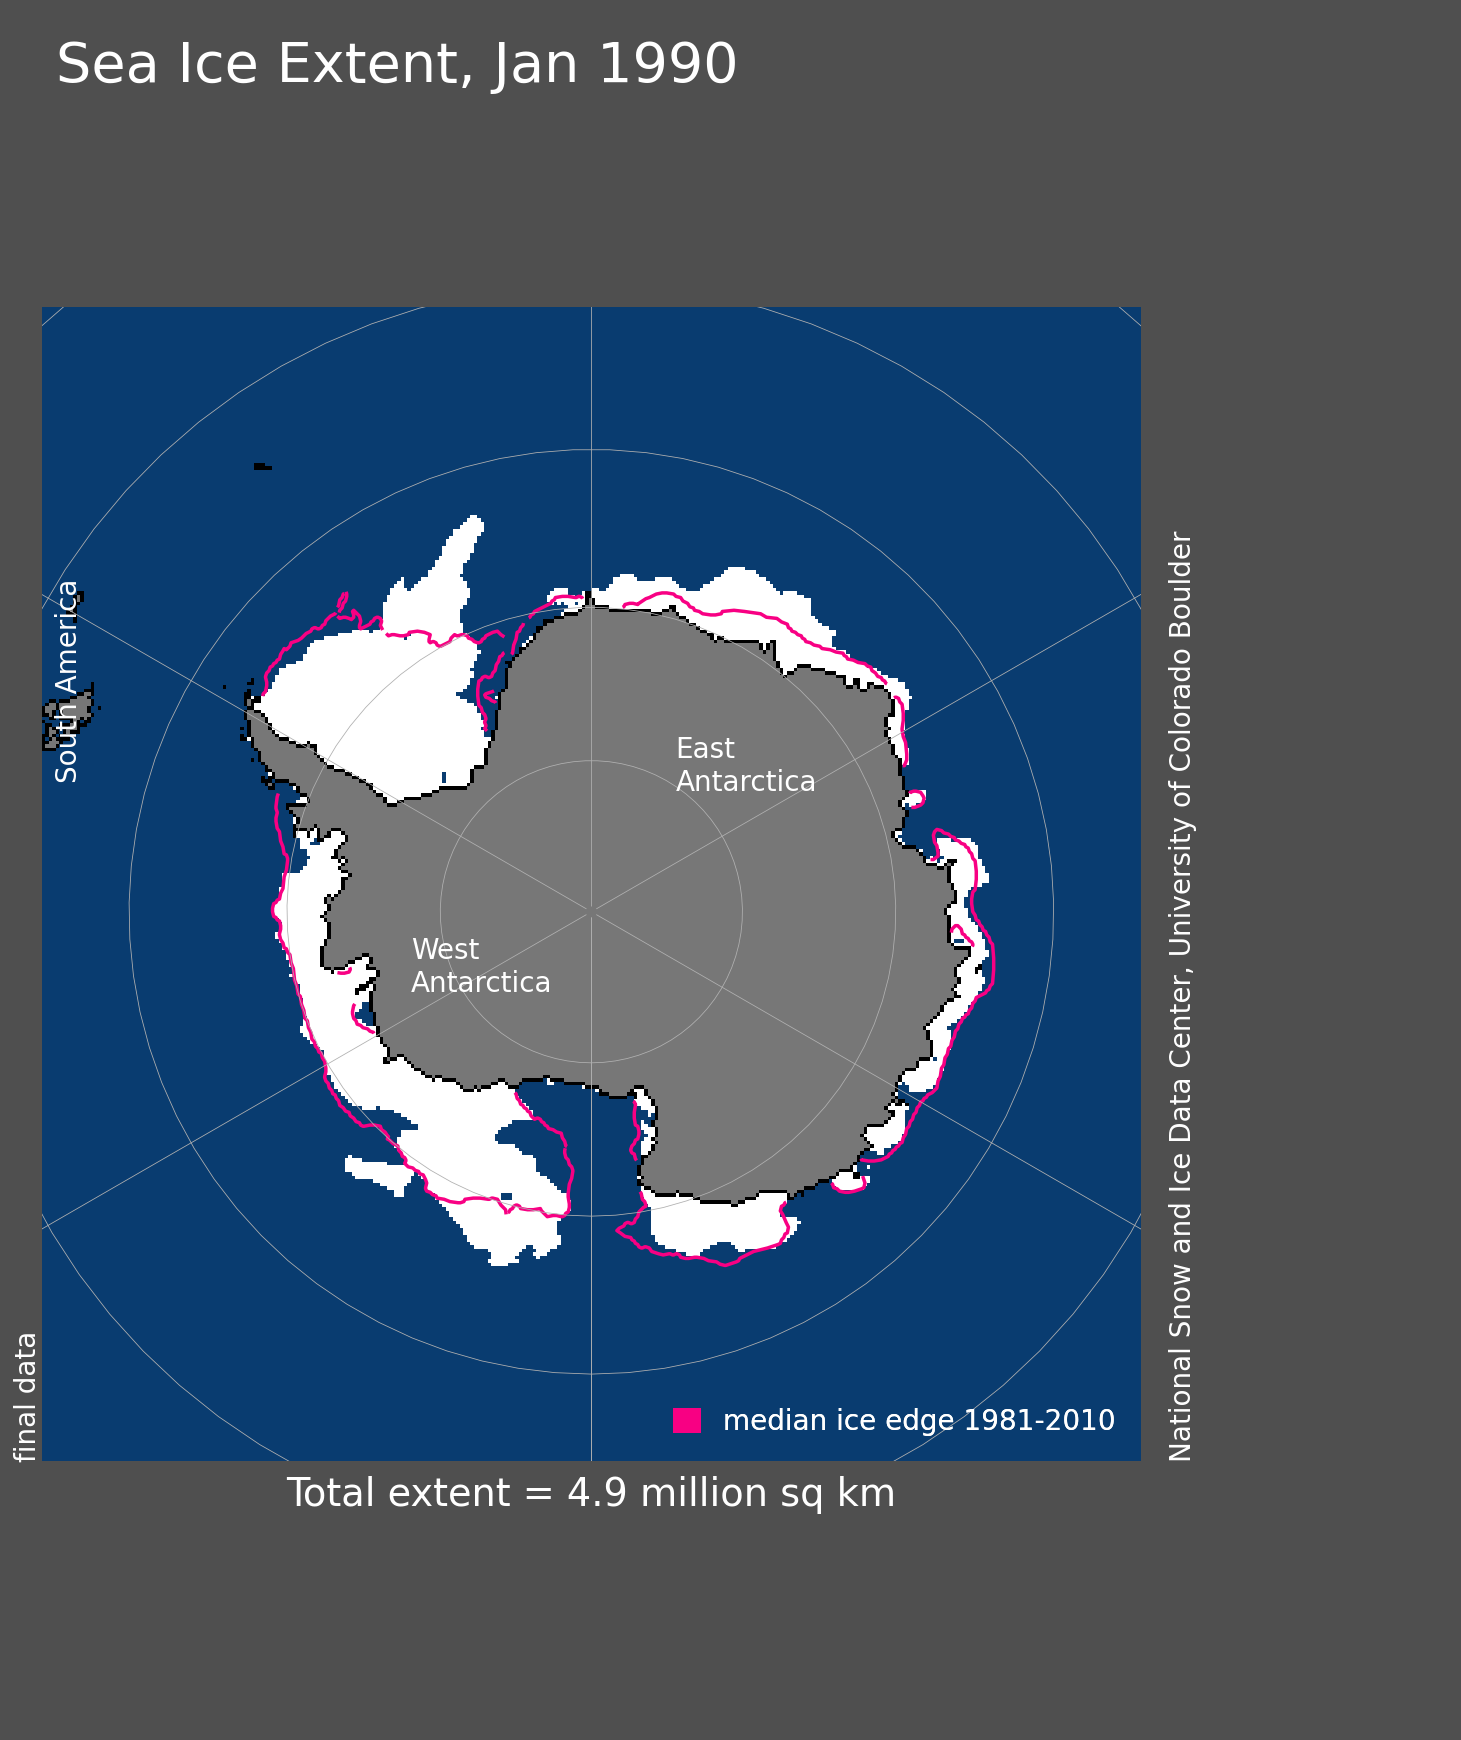 Sea Ice Extent, Jan 1990
South America
East
Antarctica
West
Antarctica
median ice edge 1981-2010
final data
National Snow and Ice Data Center, University of Colorado Boulder
Total extent = 4.9 million sq km